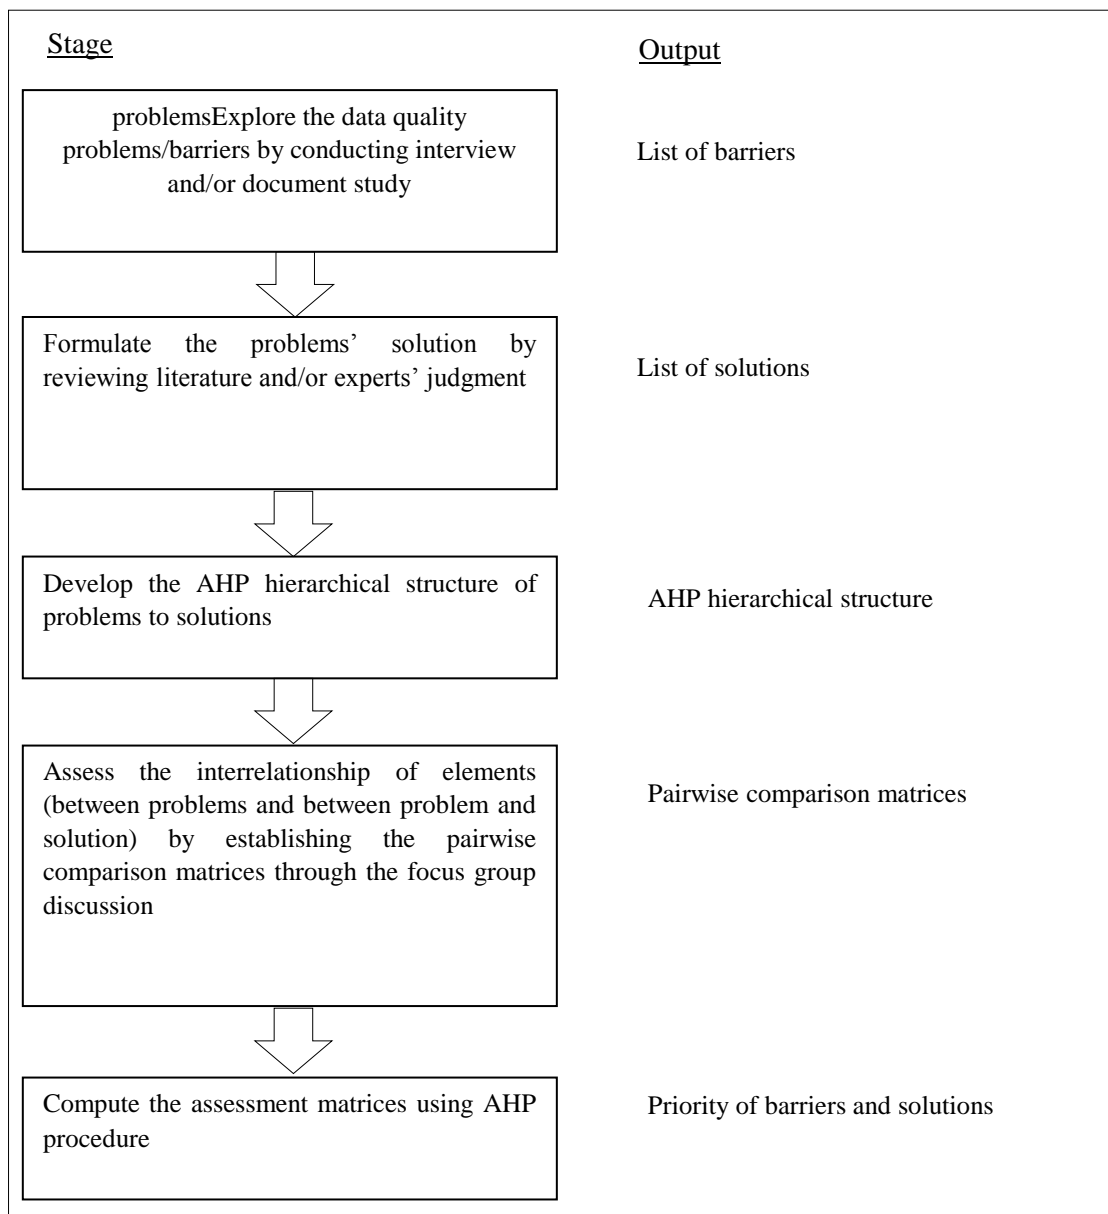 Stage
Output
problemsExplore the data quality
problems/barriers by conducting interview
and/or document study
List of barriers
Formulate the problems’ solution by
reviewing literature and/or experts’ judgment
List of solutions
Develop the AHP hierarchical structure of
problems to solutions
AHP hierarchical structure
Assess the interrelationship of elements
(between problems and between problem and
solution) by establishing the pairwise
comparison matrices through the focus group
discussion
Pairwise comparison matrices
Compute the assessment matrices using AHP
procedure
Priority of barriers and solutions